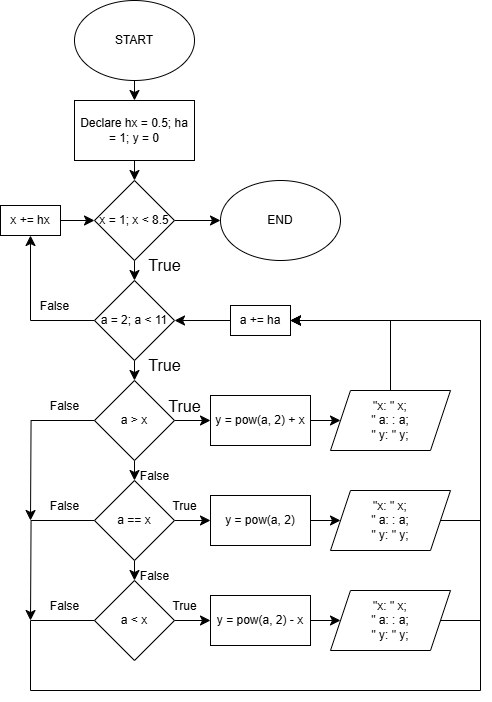 START
Declare hx = 0.5; ha
= 1; y = 0
x += hx
x = 1; x < 8.5
END
True
False
a = 2; a < 11
a += ha
True
False
a > x
True
y = pow(a, 2) + x
"x: " x;
" a: : a;
" y: " y;
False
False
a == x
True
y = pow(a, 2)
"x: " x;
" a: : a;
" y: " y;
False
False
a < x
True
y = pow(a, 2) - x
"x: " x;
" a: : a;
" y: " y;